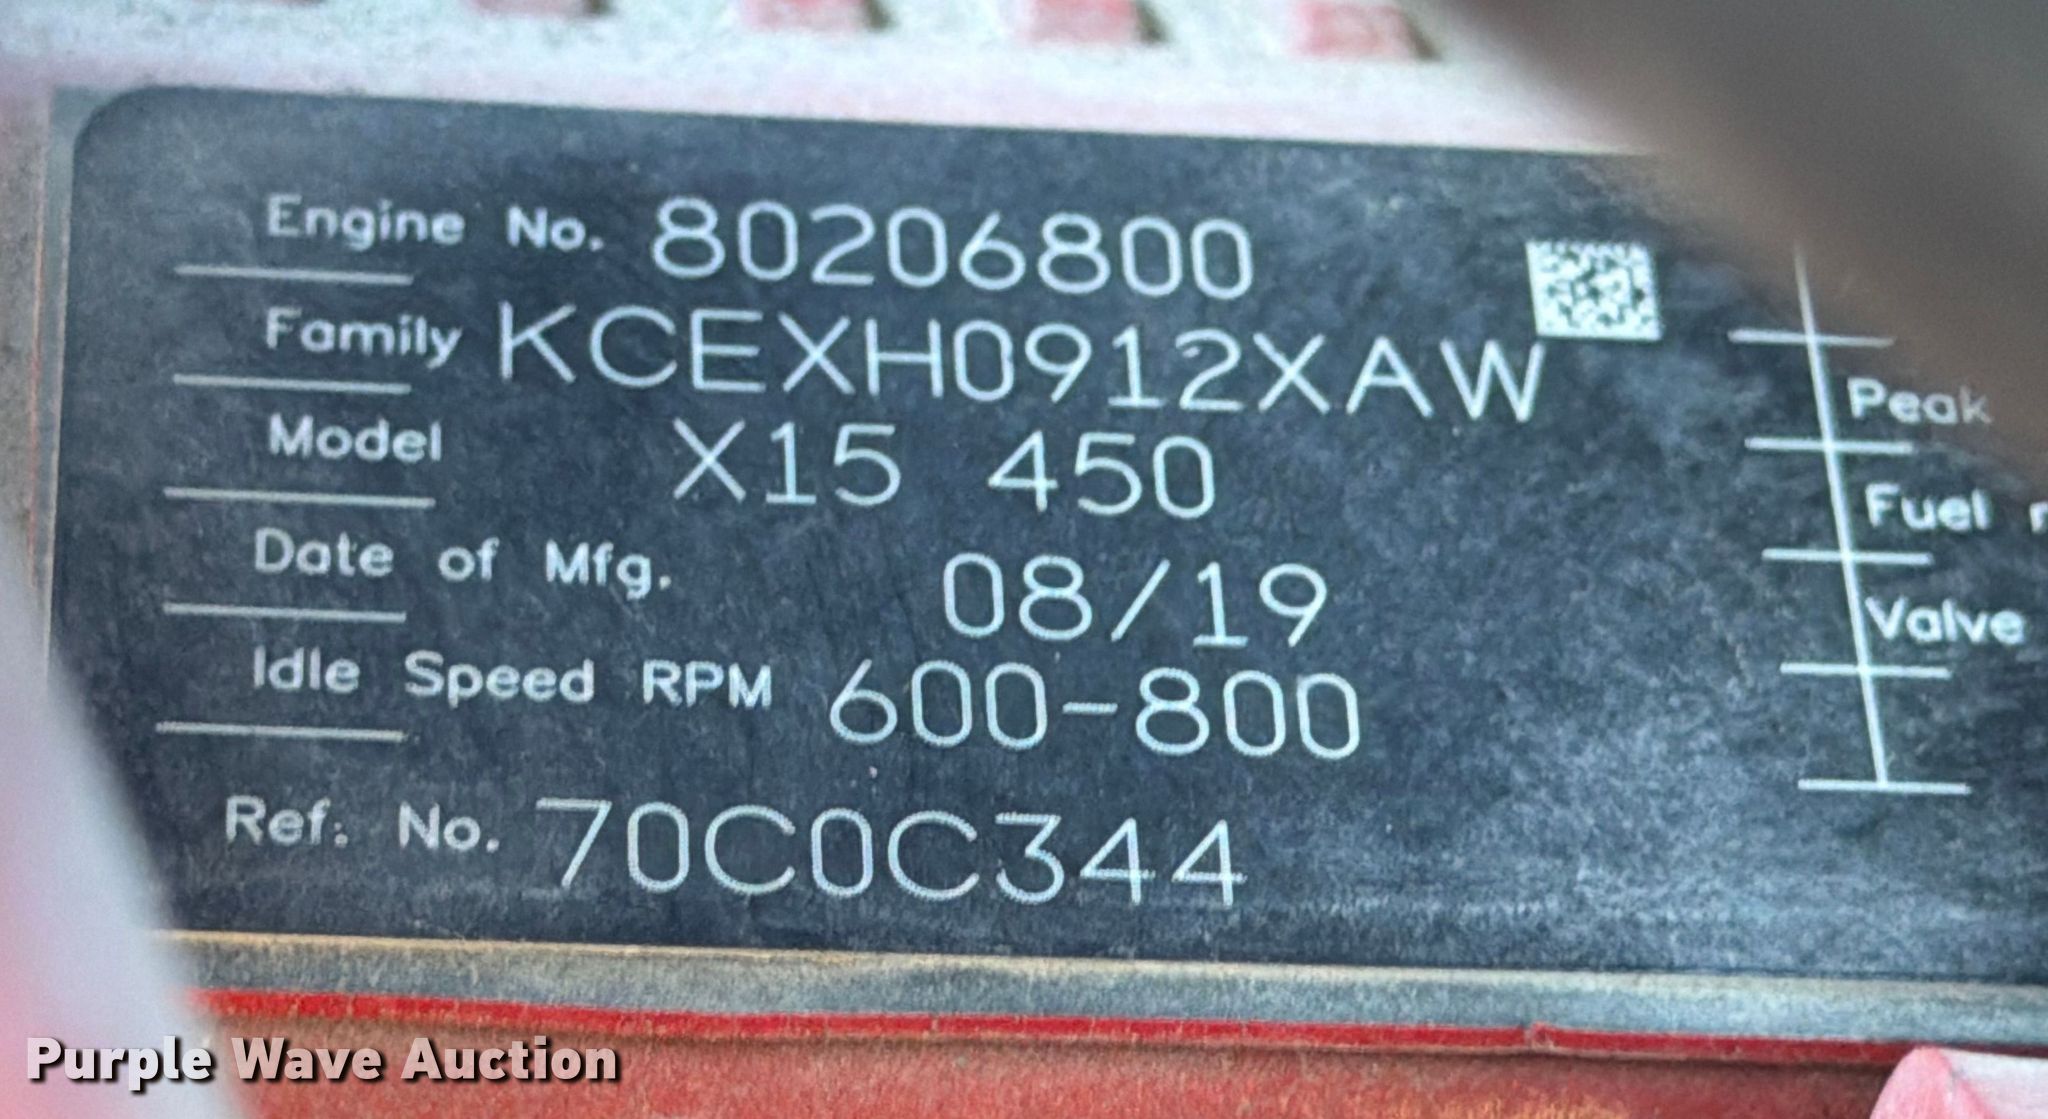 Engine No. 80206800
Family KCEXH0912XAW
Model X15 450
Date of Mfg. 08/19
Idle Speed RPM 600-800
Ref. No. 70C0C344
Peak
Fuel r
Valve
Purple Wave Auction